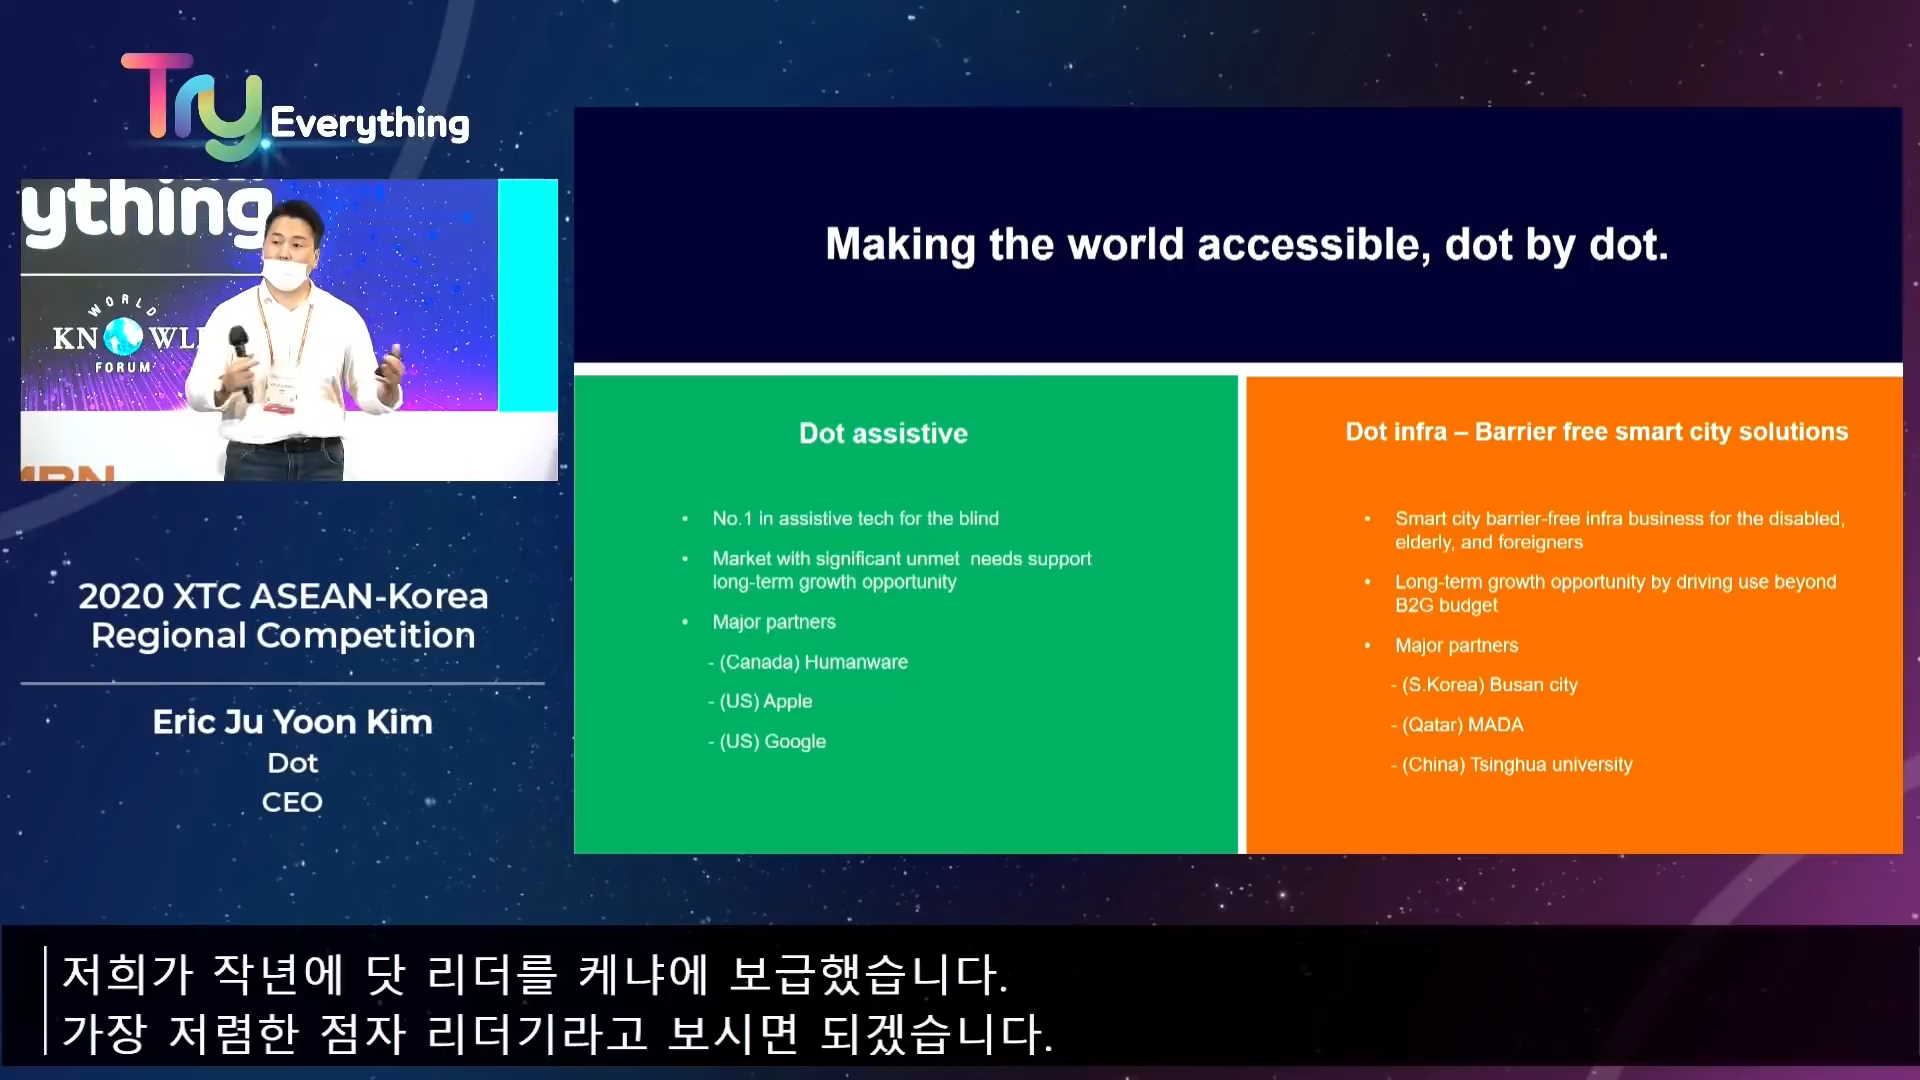 Try Everything
ything
WORLD
KNOWLE
FORUM
MBN
2020 XTC ASEAN-Korea
Regional Competition
Eric Ju Yoon Kim
Dot
CEO
Making the world accessible, dot by dot.
Dot assistive
• No.1 in assistive tech for the blind
• Market with significant unmet needs support
long-term growth opportunity
• Major partners
- (Canada) Humanware
- (US) Apple
- (US) Google
Dot infra – Barrier free smart city solutions
• Smart city barrier-free infra business for the disabled,
elderly, and foreigners
• Long-term growth opportunity by driving use beyond
B2G budget
• Major partners
- (S.Korea) Busan city
- (Qatar) MADA
- (China) Tsinghua university
저희가 작년에 닷 리더를 케냐에 보급했습니다.
가장 저렴한 점자 리더기라고 보시면 되겠습니다.